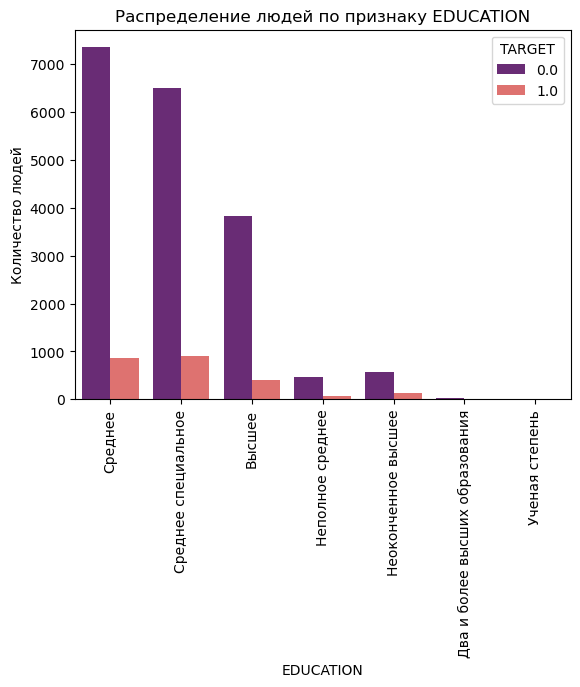 Распределение людей по признаку EDUCATION
TARGET
0.0
1.0
Количество людей
7000
6000
5000
4000
3000
2000
1000
0
Среднее
Среднее специальное
Высшее
Неполное среднее
Неоконченное высшее
Два и более высших образования
Ученая степень
EDUCATION